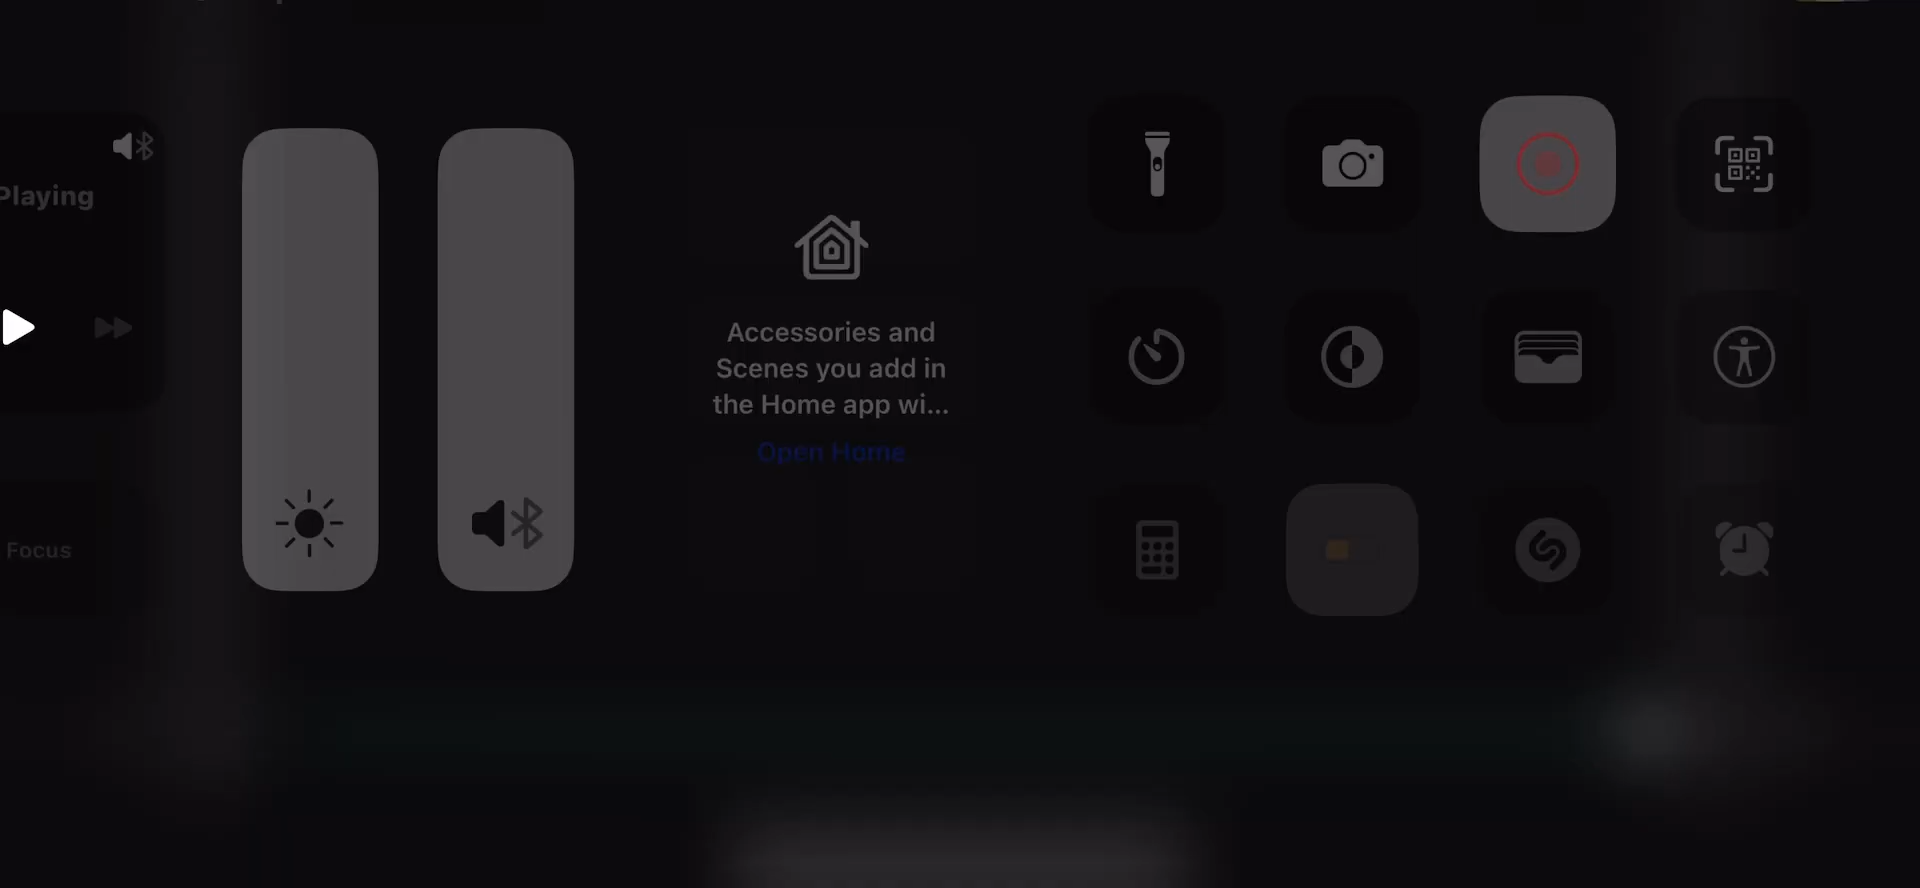 Playing
Accessories and
Scenes you add in
the Home app wi...
Open Home
Focus